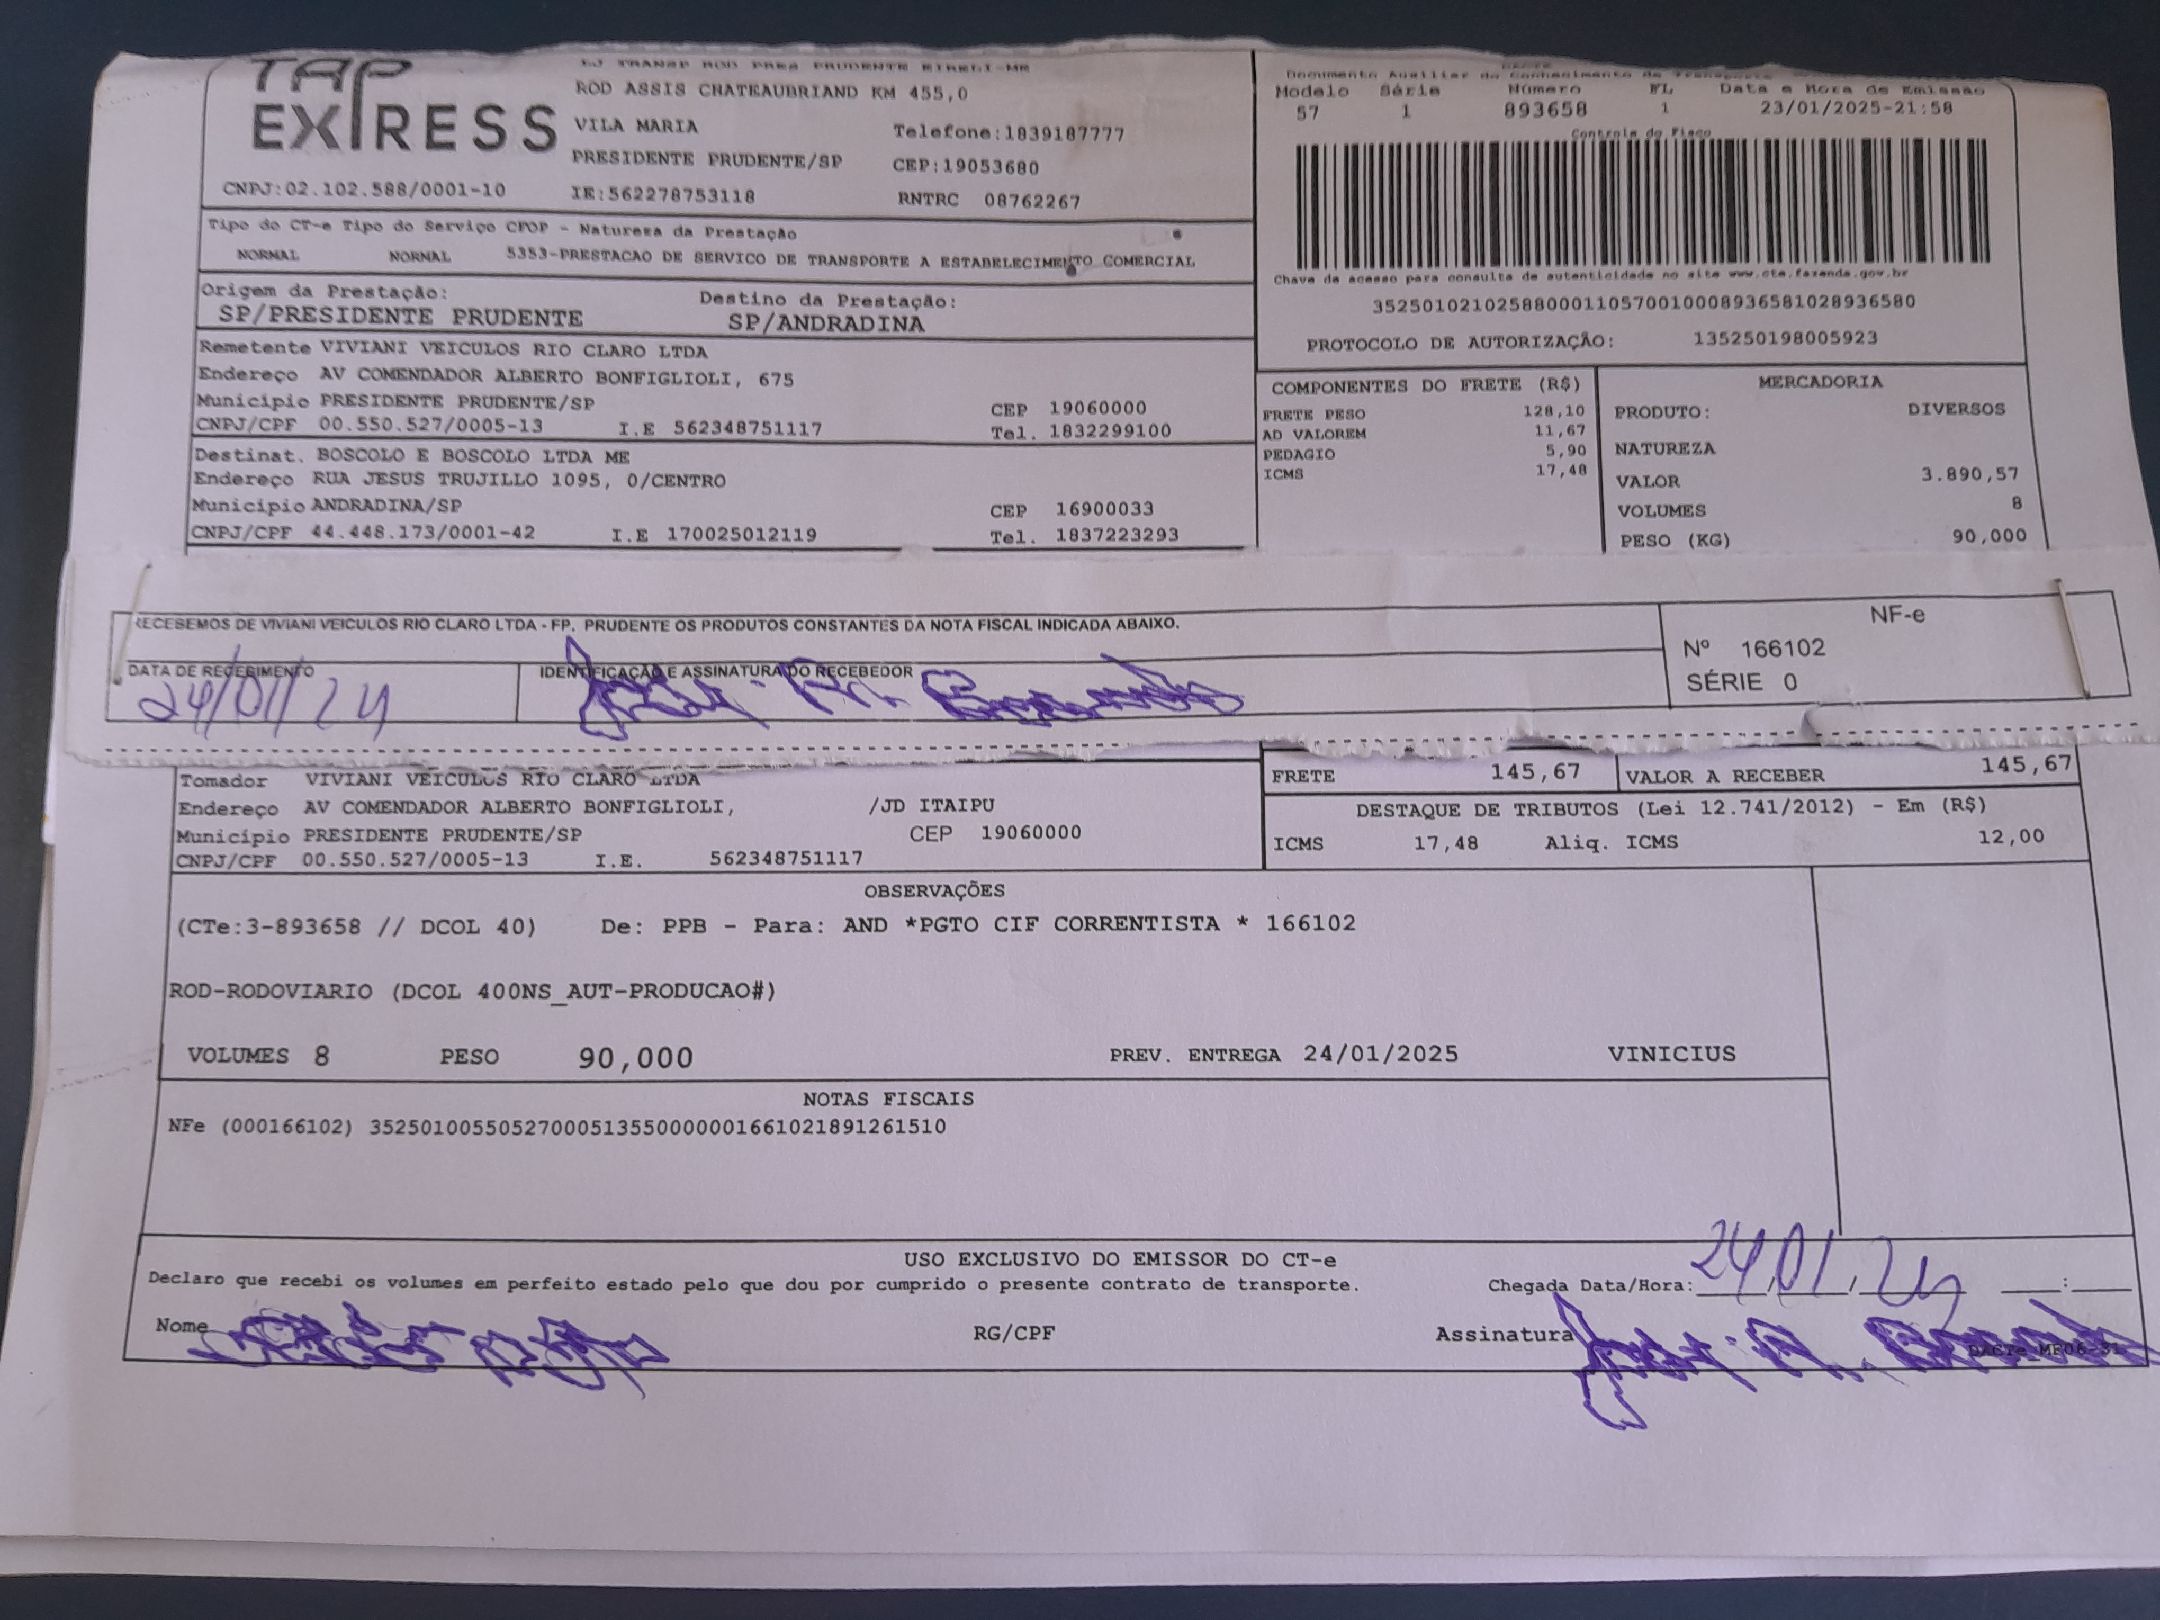 TAP EXPRESS
ROD ASSIS CHATEAUBRIAND KM 455,0
VILA MARIA Telefone:1839187777
PRESIDENTE PRUDENTE/SP CEP:19053680
CNPJ:02.102.588/0001-10 IE:562278753118 RNTRC 08762267
Documento Auxiliar do Conhecimento de Transporte
Modelo Série Número FL Data e Hora de Emissão
57 1 893658 1 23/01/2025-21:58
Controle do Fisco
Tipo do CT-e Tipo do Serviço CFOP - Natureza da Prestação
NORMAL NORMAL 5353-PRESTACAO DE SERVICO DE TRANSPORTE A ESTABELECIMENTO COMERCIAL
Chave de acesso para consulta de autenticidade no site www.cte.fazenda.gov.br
35250102102588000110570010008936581028936580
PROTOCOLO DE AUTORIZAÇÃO: 135250198005923
Origem da Prestação: Destino da Prestação:
SP/PRESIDENTE PRUDENTE SP/ANDRADINA
Remetente VIVIANI VEICULOS RIO CLARO LTDA
Endereço AV COMENDADOR ALBERTO BONFIGLIOLI, 675
Município PRESIDENTE PRUDENTE/SP CEP 19060000
CNPJ/CPF 00.550.527/0005-13 I.E 562348751117 Tel. 1832299100
Destinat. BOSCOLO E BOSCOLO LTDA ME
Endereço RUA JESUS TRUJILLO 1095, 0/CENTRO
Município ANDRADINA/SP CEP 16900033
CNPJ/CPF 44.448.173/0001-42 I.E 170025012119 Tel. 1837223293
COMPONENTES DO FRETE (R$)
FRETE PESO 128,10
AD VALOREM 11,67
PEDAGIO 5,90
ICMS 17,48
MERCADORIA
PRODUTO: DIVERSOS
NATUREZA
VALOR 3.890,57
VOLUMES 8
PESO (KG) 90,000
RECEBEMOS DE VIVIANI VEICULOS RIO CLARO LTDA - FP. PRUDENTE OS PRODUTOS CONSTANTES DA NOTA FISCAL INDICADA ABAIXO.
DATA DE RECEBIMENTO IDENTIFICAÇÃO E ASSINATURA DO RECEBEDOR
24/01/24
NF-e
Nº 166102
SÉRIE 0
Tomador VIVIANI VEICULOS RIO CLARO LTDA
Endereço AV COMENDADOR ALBERTO BONFIGLIOLI, /JD ITAIPU
Município PRESIDENTE PRUDENTE/SP CEP 19060000
CNPJ/CPF 00.550.527/0005-13 I.E. 562348751117
FRETE 145,67 VALOR A RECEBER 145,67
DESTAQUE DE TRIBUTOS (Lei 12.741/2012) - Em (R$)
ICMS 17,48 Aliq. ICMS 12,00
OBSERVAÇÕES
(CTe:3-893658 // DCOL 40) De: PPB - Para: AND *PGTO CIF CORRENTISTA * 166102
ROD-RODOVIARIO (DCOL 400NS_AUT-PRODUCAO#)
VOLUMES 8 PESO 90,000 PREV. ENTREGA 24/01/2025 VINICIUS
NOTAS FISCAIS
NFe (000166102) 35250100550527000513550000001661021891261510
USO EXCLUSIVO DO EMISSOR DO CT-e
Declaro que recebi os volumes em perfeito estado pelo que dou por cumprido o presente contrato de transporte. Chegada Data/Hora: 24/01/24 :
Nome RG/CPF Assinatura